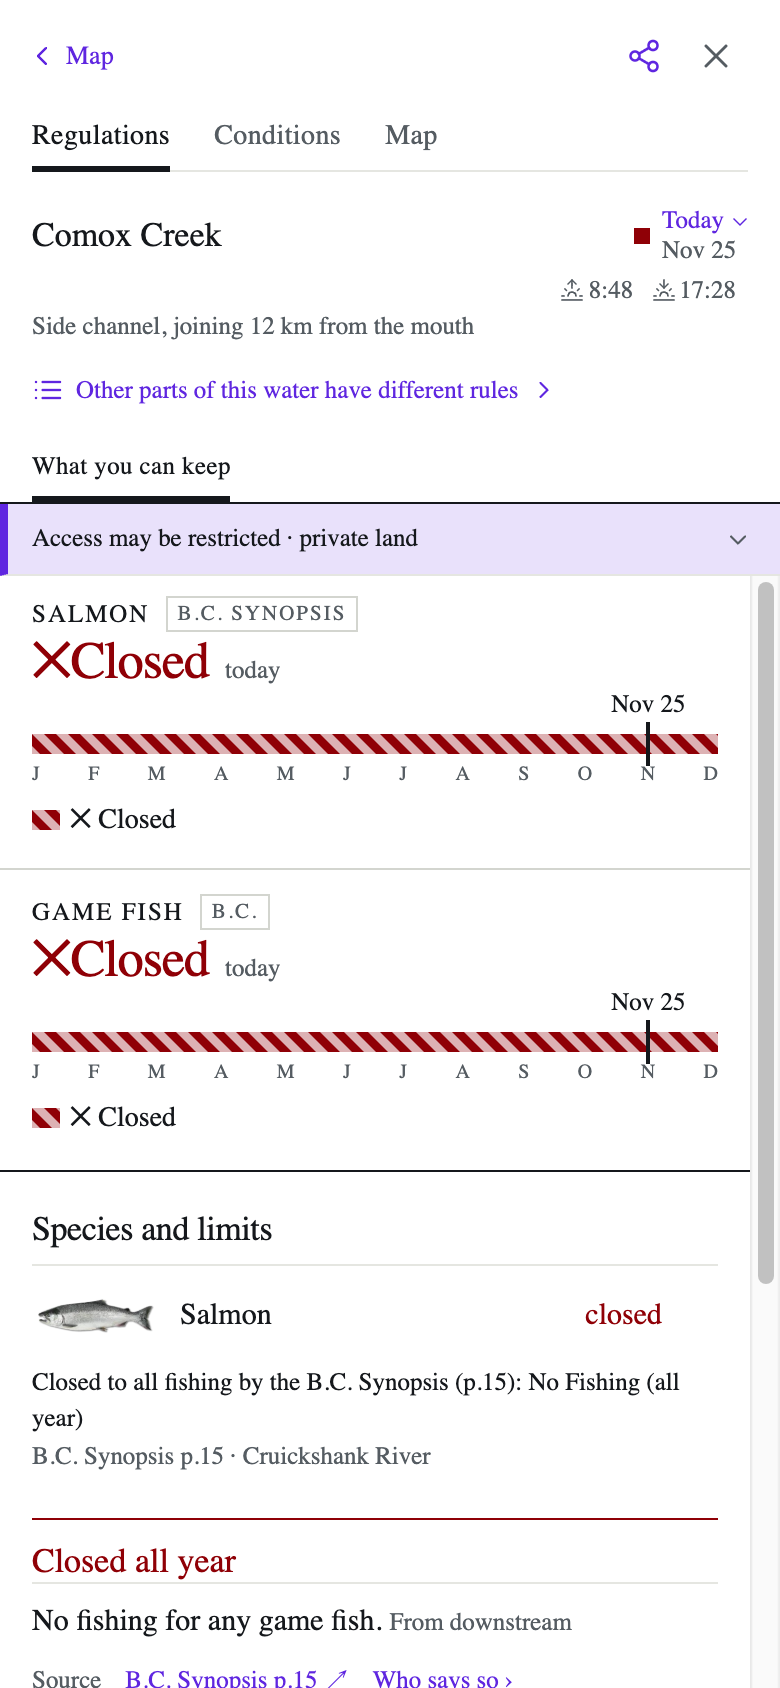 Map
Regulations Conditions Map
Comox Creek
Today
Nov 25
8:48 17:28
Side channel, joining 12 km from the mouth
Other parts of this water have different rules
What you can keep
Access may be restricted · private land
SALMON B.C. SYNOPSIS
Closed today
Nov 25
J F M A M J J A S O N D
Closed
GAME FISH B.C.
Closed today
Nov 25
J F M A M J J A S O N D
Closed
Species and limits
Salmon closed
Closed to all fishing by the B.C. Synopsis (p.15): No Fishing (all
year)
B.C. Synopsis p.15 · Cruickshank River
Closed all year
No fishing for any game fish. From downstream
Source B.C. Synopsis p.15 ↗ Who says so ›